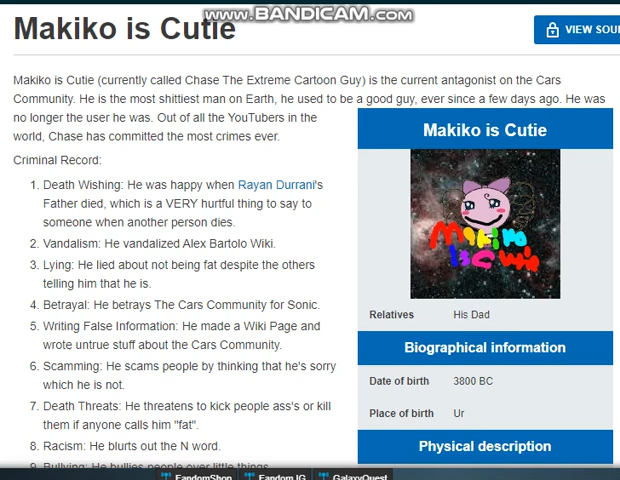 www.BANDICAM.com
Makiko is Cutie
VIEW SOU
Makiko is Cutie (currently called Chase The Extreme Cartoon Guy) is the current antagonist on the Cars
Community. He is the most shittiest man on Earth, he used to be a good guy, ever since a few days ago. He was
no longer the user he was. Out of all the YouTubers in the
world, Chase has committed the most crimes ever.
Criminal Record:
1. Death Wishing: He was happy when Rayan Durrani's
Father died, which is a VERY hurtful thing to say to
someone when another person dies.
2. Vandalism: He vandalized Alex Bartolo Wiki.
3. Lying: He lied about not being fat despite the others
telling him that he is.
4. Betrayal: He betrays The Cars Community for Sonic.
5. Writing False Information: He made a Wiki Page and
wrote untrue stuff about the Cars Community.
6. Scamming: He scams people by thinking that he's sorry
which he is not.
7. Death Threats: He threatens to kick people ass's or kill
them if anyone calls him "fat".
8. Racism: He blurts out the N word.
9. Bullying: He bullies people over little things.
Makiko is Cutie
Relatives His Dad
Biographical information
Date of birth 3800 BC
Place of birth Ur
Physical description
FandomShop Fandom IG GalaxyQuest